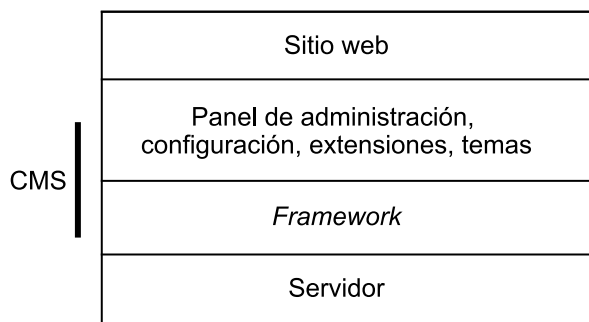 Sitio web
Panel de administración,
configuración, extensiones, temas
CMS
Framework
Servidor